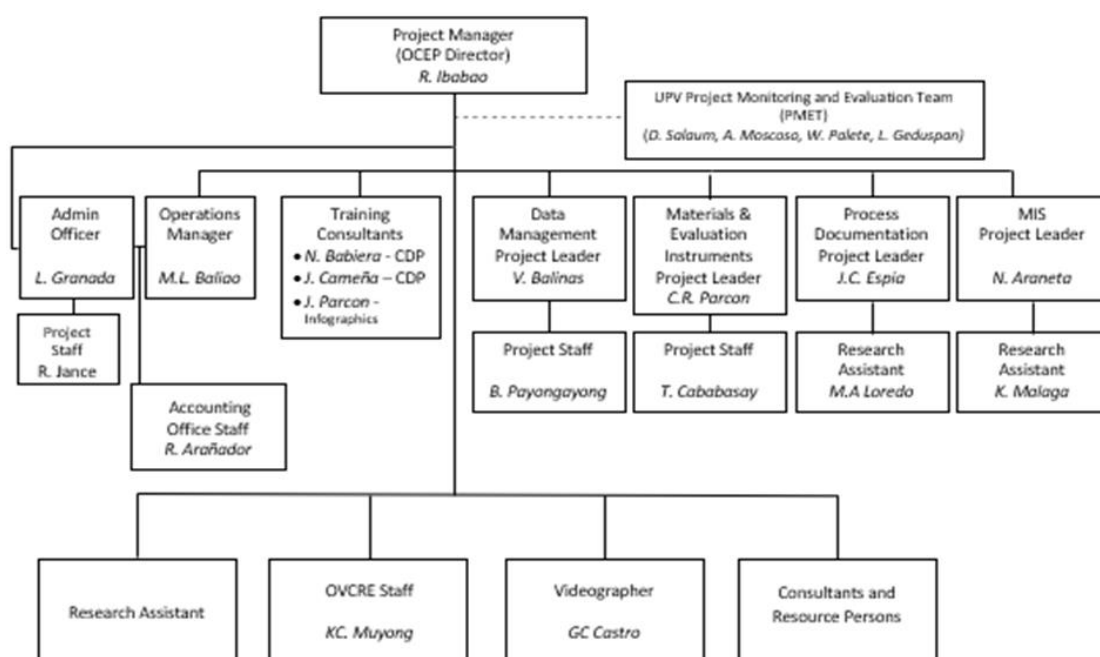 Project Manager
(OCEP Director)
R. Ibabao
UPV Project Monitoring and Evaluation Team
(PMET)
(D. Salaum, A. Moscoso, W. Palete, L. Geduspan)
Admin
Officer
L. Granada
Operations
Manager
M.L. Baliao
Training
Consultants
• N. Babiera - CDP
• J. Cameña – CDP
• J. Parcon -
Infographics
Data
Management
Project Leader
V. Balinas
Materials &
Evaluation
Instruments
Project Leader
C.R. Parcon
Process
Documentation
Project Leader
J.C. Espia
MIS
Project Leader
N. Araneta
Project
Staff
R. Jance
Project Staff
B. Payongayong
Project Staff
T. Cababasay
Research
Assistant
M.A Loredo
Research
Assistant
K. Malaga
Accounting
Office Staff
R. Arañador
Research Assistant
OVCRE Staff
KC. Muyong
Videographer
GC Castro
Consultants and
Resource Persons